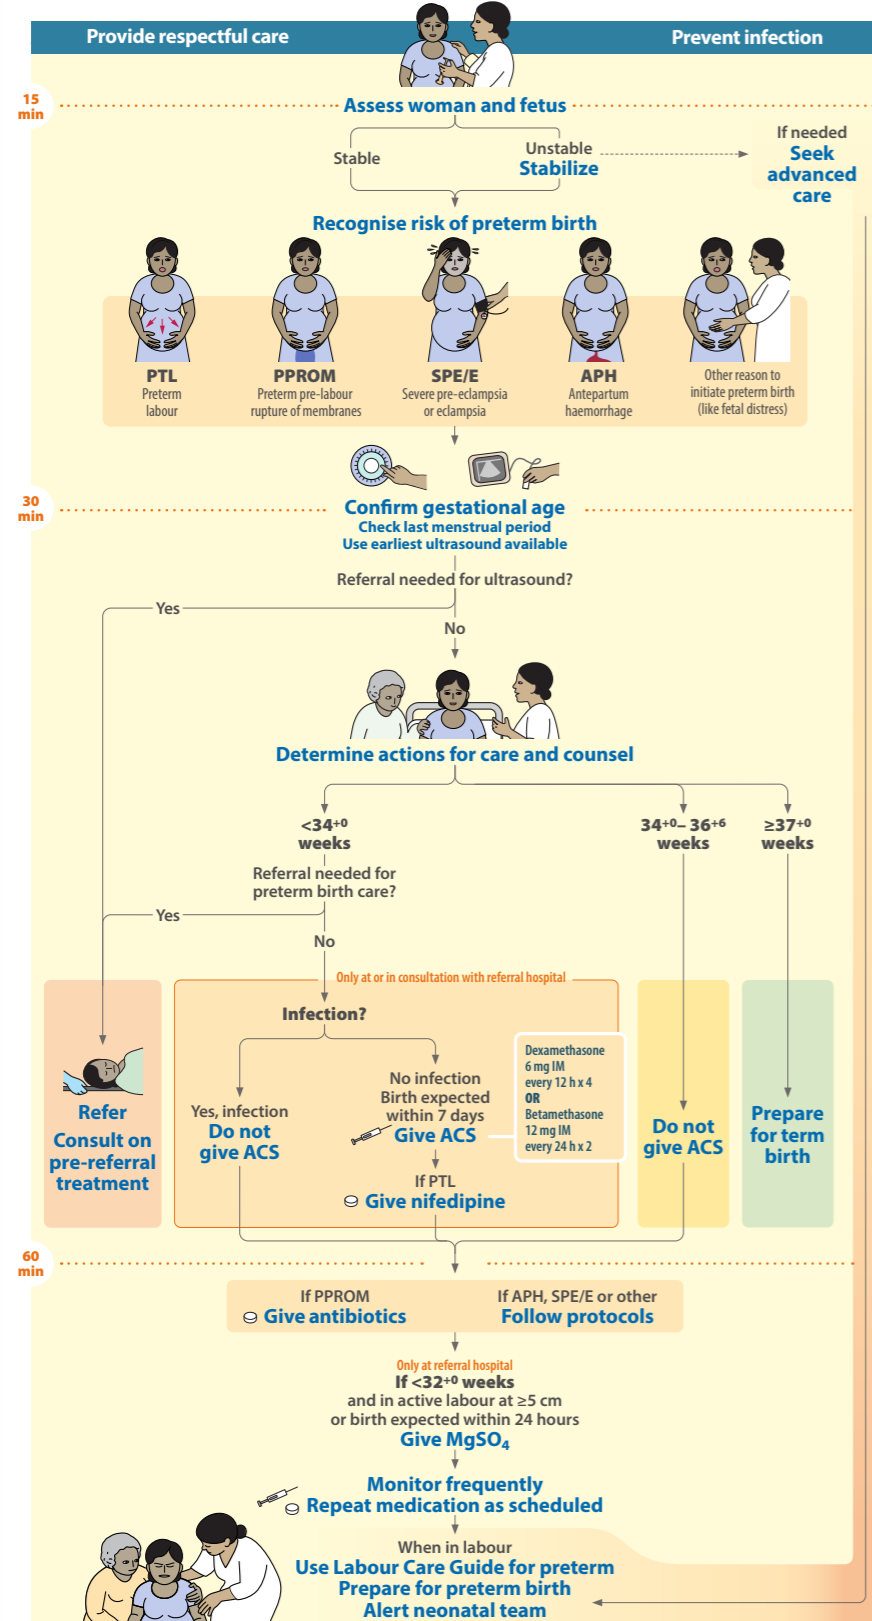 Provide respectful care
Prevent infection
15
min
Assess woman and fetus
Stable
Unstable
Stabilize
If needed
Seek
advanced
care
Recognise risk of preterm birth
PTL
Preterm
labour
PPROM
Preterm pre-labour
rupture of membranes
SPE/E
Severe pre-eclampsia
or eclampsia
APH
Antepartum
haemorrhage
Other reason to
initiate preterm birth
(like fetal distress)
30
min
Confirm gestational age
Check last menstrual period
Use earliest ultrasound available
Referral needed for ultrasound?
Yes
No
Determine actions for care and counsel
<34⁺⁰
weeks
34⁺⁰– 36⁺⁶
weeks
≥37⁺⁰
weeks
Referral needed for
preterm birth care?
Yes
No
Only at or in consultation with referral hospital
Infection?
Refer
Consult on
pre-referral
treatment
Yes, infection
Do not
give ACS
No infection
Birth expected
within 7 days
Give ACS
Dexamethasone
6 mg IM
every 12 h x 4
OR
Betamethasone
12 mg IM
every 24 h x 2
If PTL
Give nifedipine
Do not
give ACS
Prepare
for term
birth
60
min
If PPROM
Give antibiotics
If APH, SPE/E or other
Follow protocols
Only at referral hospital
If <32⁺⁰ weeks
and in active labour at ≥5 cm
or birth expected within 24 hours
Give MgSO₄
Monitor frequently
Repeat medication as scheduled
When in labour
Use Labour Care Guide for preterm
Prepare for preterm birth
Alert neonatal team